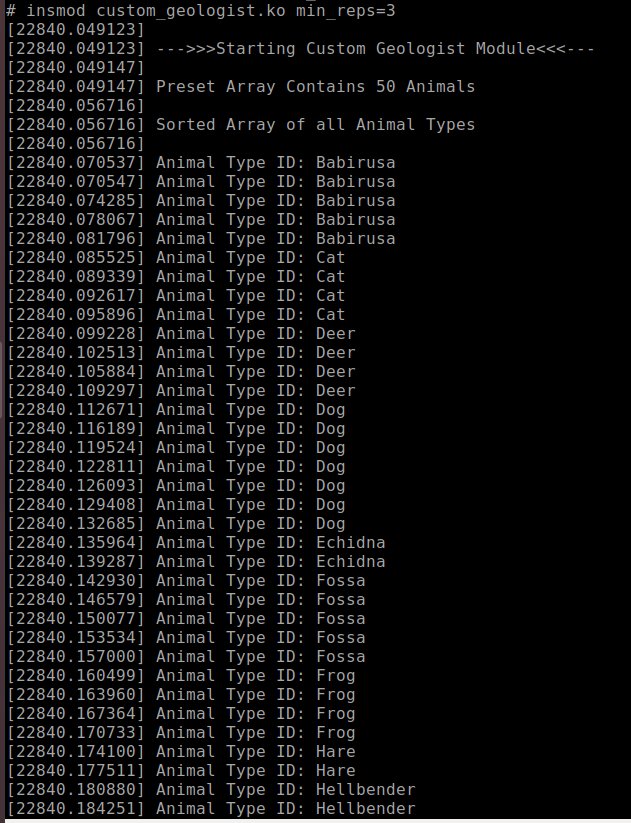 # insmod custom_geologist.ko min_reps=3
[22840.049123]
[22840.049123] --->>>Starting Custom Geologist Module<<<---
[22840.049147]
[22840.049147] Preset Array Contains 50 Animals
[22840.056716]
[22840.056716] Sorted Array of all Animal Types
[22840.056716]
[22840.070537] Animal Type ID: Babirusa
[22840.070547] Animal Type ID: Babirusa
[22840.074285] Animal Type ID: Babirusa
[22840.078067] Animal Type ID: Babirusa
[22840.081796] Animal Type ID: Babirusa
[22840.085525] Animal Type ID: Cat
[22840.089339] Animal Type ID: Cat
[22840.092617] Animal Type ID: Cat
[22840.095896] Animal Type ID: Cat
[22840.099228] Animal Type ID: Deer
[22840.102513] Animal Type ID: Deer
[22840.105884] Animal Type ID: Deer
[22840.109297] Animal Type ID: Deer
[22840.112671] Animal Type ID: Dog
[22840.116189] Animal Type ID: Dog
[22840.119524] Animal Type ID: Dog
[22840.122811] Animal Type ID: Dog
[22840.126093] Animal Type ID: Dog
[22840.129408] Animal Type ID: Dog
[22840.132685] Animal Type ID: Dog
[22840.135964] Animal Type ID: Echidna
[22840.139287] Animal Type ID: Echidna
[22840.142930] Animal Type ID: Fossa
[22840.146579] Animal Type ID: Fossa
[22840.150077] Animal Type ID: Fossa
[22840.153534] Animal Type ID: Fossa
[22840.157000] Animal Type ID: Fossa
[22840.160499] Animal Type ID: Frog
[22840.163960] Animal Type ID: Frog
[22840.167364] Animal Type ID: Frog
[22840.170733] Animal Type ID: Frog
[22840.174100] Animal Type ID: Hare
[22840.177511] Animal Type ID: Hare
[22840.180880] Animal Type ID: Hellbender
[22840.184251] Animal Type ID: Hellbender